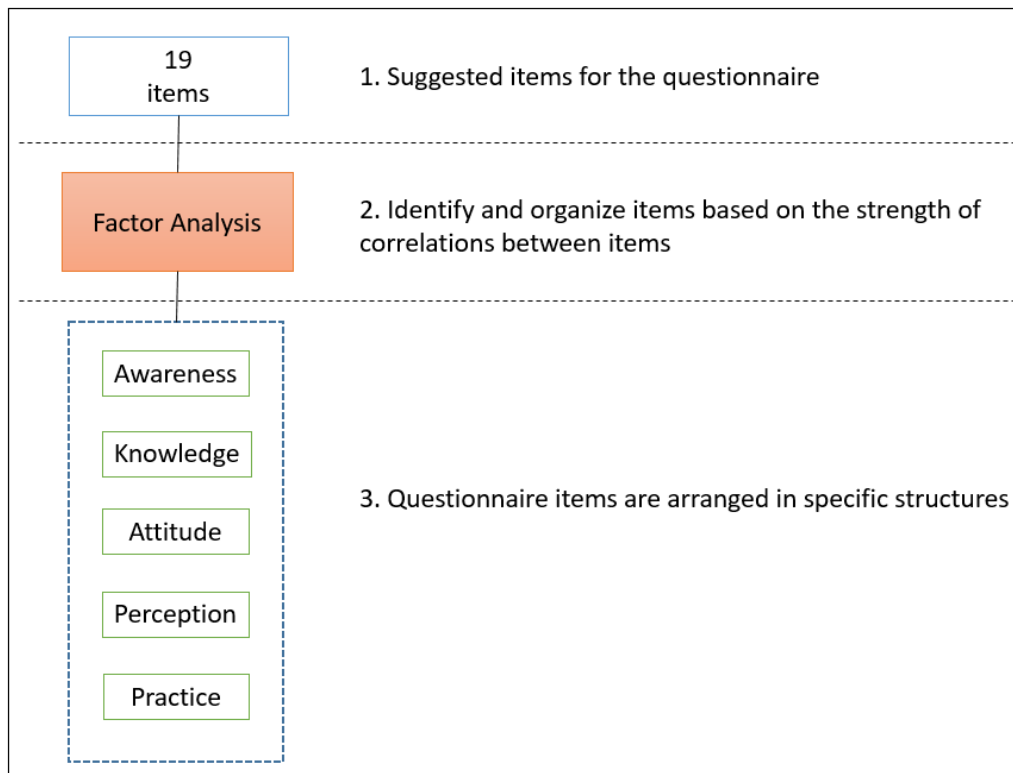 19
items
1. Suggested items for the questionnaire
Factor Analysis
2. Identify and organize items based on the strength of
correlations between items
Awareness
Knowledge
Attitude
Perception
Practice
3. Questionnaire items are arranged in specific structures